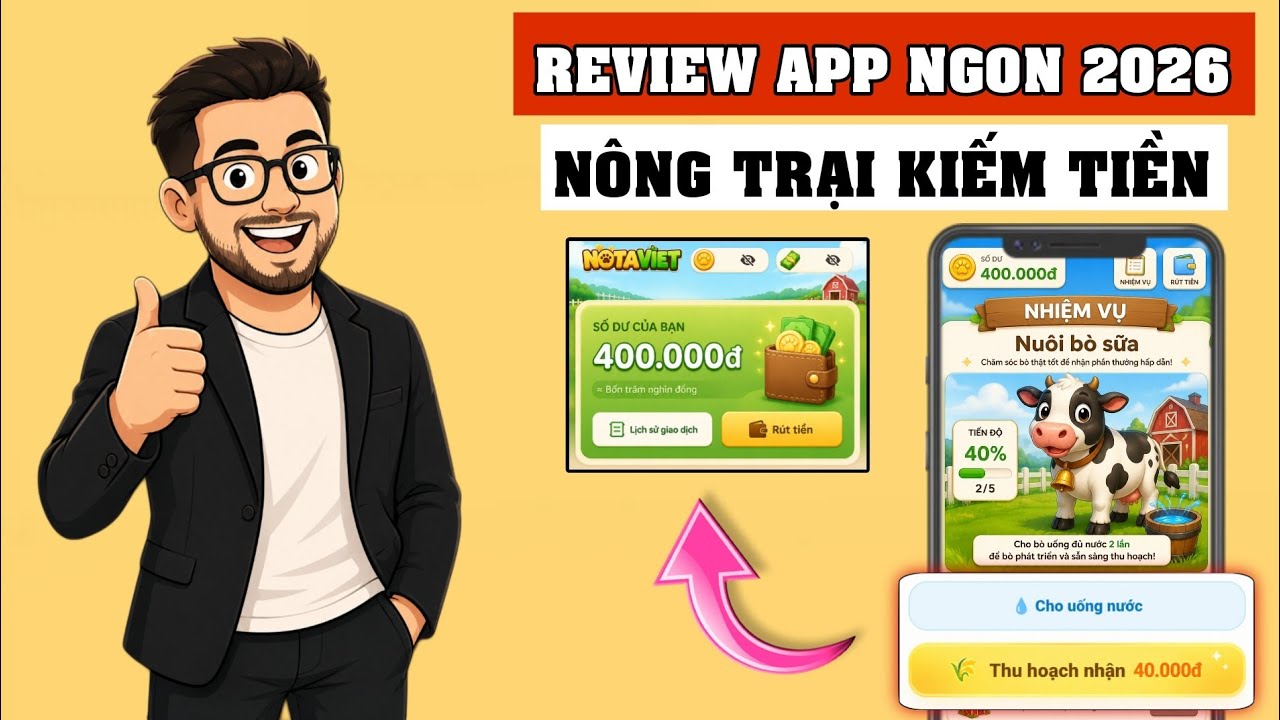 REVIEW APP NGON 2026
NÔNG TRẠI KIẾM TIỀN
NOTAVIET
SỐ DƯ CỦA BẠN
400.000đ
≈ Bốn trăm nghìn đồng
Lịch sử giao dịch
Rút tiền
SỐ DƯ
400.000đ
NHIỆM VỤ
RÚT TIỀN
NHIỆM VỤ
Nuôi bò sữa
Chăm sóc bò thật tốt để nhận phần thưởng hấp dẫn!
TIẾN ĐỘ
40%
2/5
Cho bò uống đủ nước 2 lần
để bò phát triển và sẵn sàng thu hoạch!
Cho uống nước
Thu hoạch nhận 40.000đ